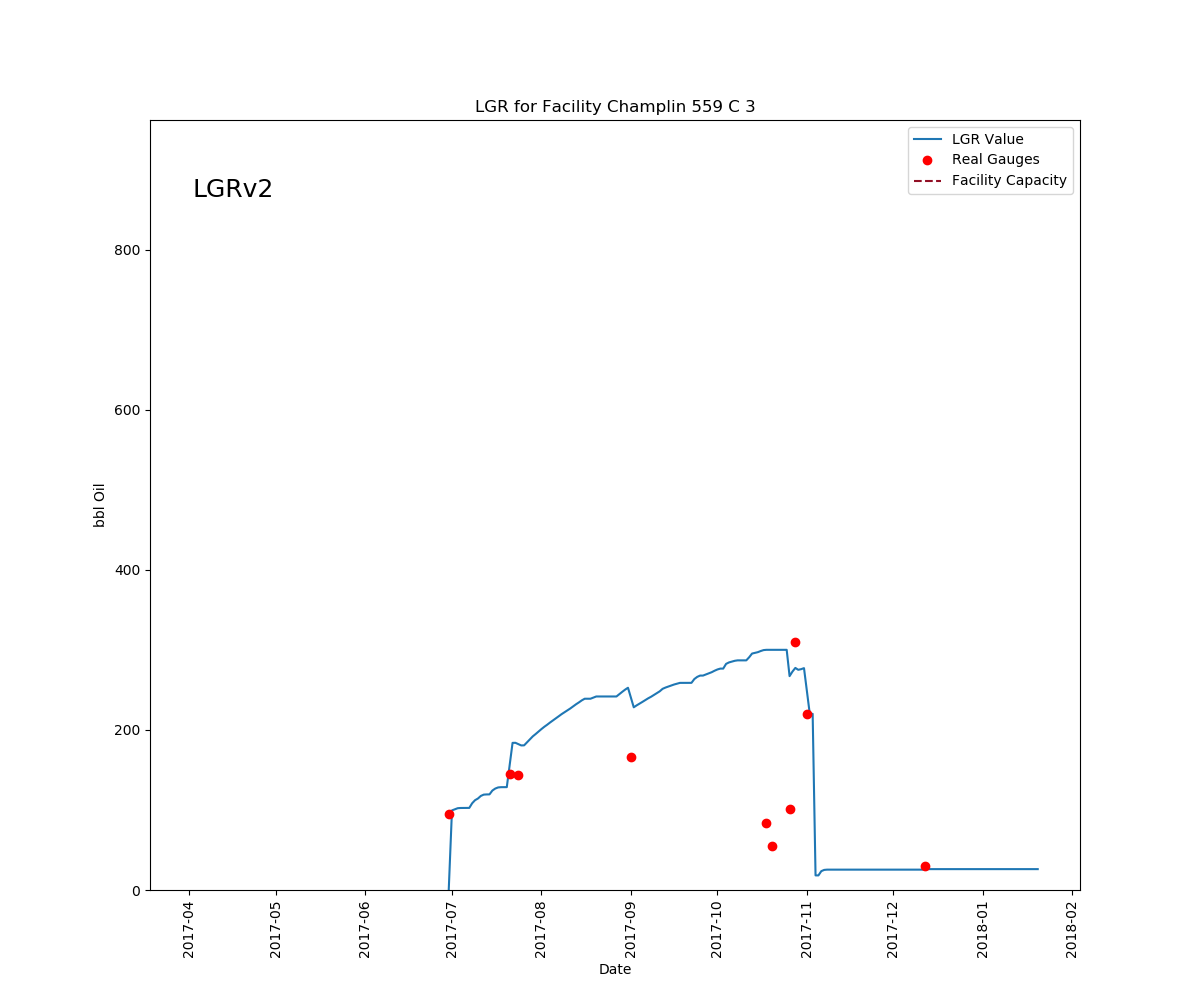 LGR for Facility Champlin 559 C 3
LGR Value
Real Gauges
Facility Capacity
LGRv2
800
600
400
200
0
bbl Oil
2017-04
2017-05
2017-06
2017-07
2017-08
2017-09
2017-10
2017-11
2017-12
2018-01
2018-02
Date